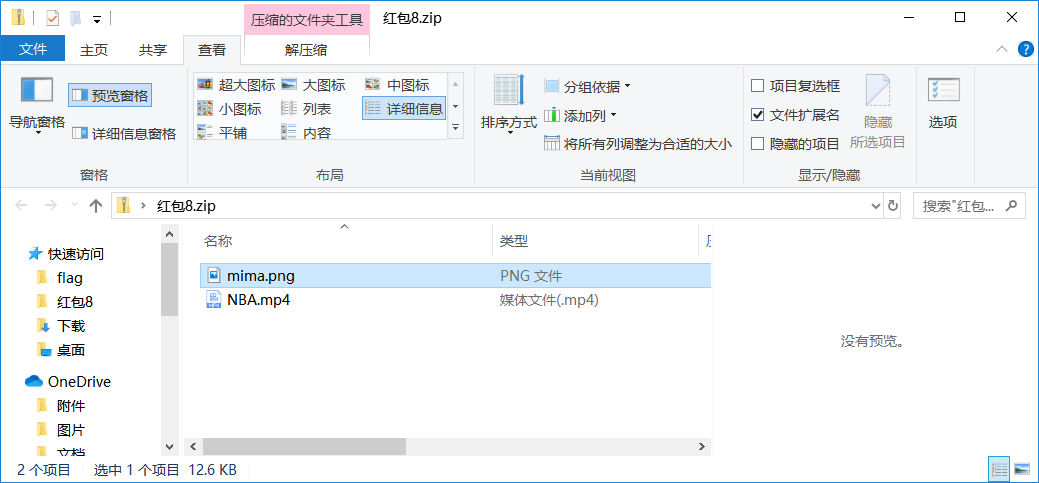 压缩的文件夹工具 红包8.zip
文件 主页 共享 查看 解压缩
导航窗格 预览窗格 详细信息窗格
窗格
超大图标 大图标 中图标
小图标 列表 详细信息
平铺 内容
布局
排序方式 分组依据
添加列
将所有列调整为合适的大小
当前视图
项目复选框
文件扩展名
隐藏的项目
隐藏
所选项目
显示/隐藏
选项
红包8.zip
搜索"红包...
快速访问
flag
红包8
下载
桌面
OneDrive
附件
图片
文档
名称 类型
mima.png PNG 文件
NBA.mp4 媒体文件(.mp4)
没有预览。
2 个项目 选中 1 个项目 12.6 KB